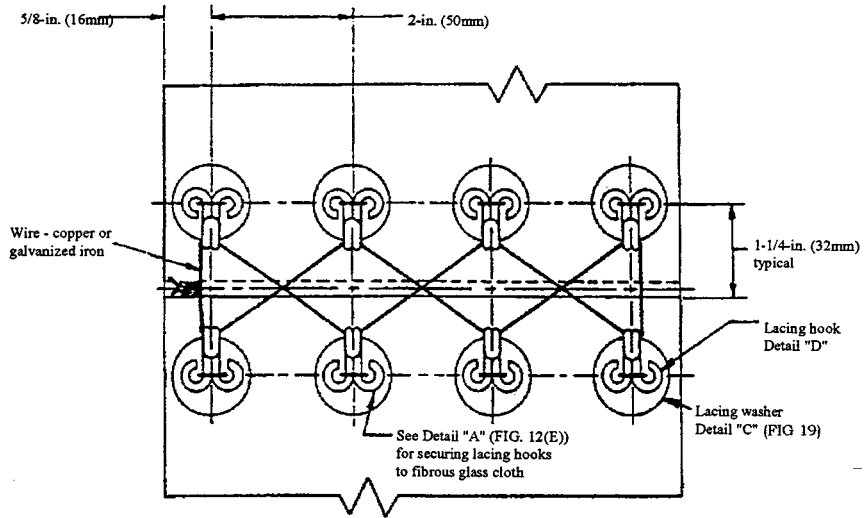 5/8-in. (16mm)
2-in. (50mm)
Wire - copper or
galvanized iron
1-1/4-in. (32mm)
typical
Lacing hook
Detail "D"
Lacing washer
Detail "C" (FIG 19)
See Detail "A" (FIG. 12(E))
for securing lacing hooks
to fibrous glass cloth